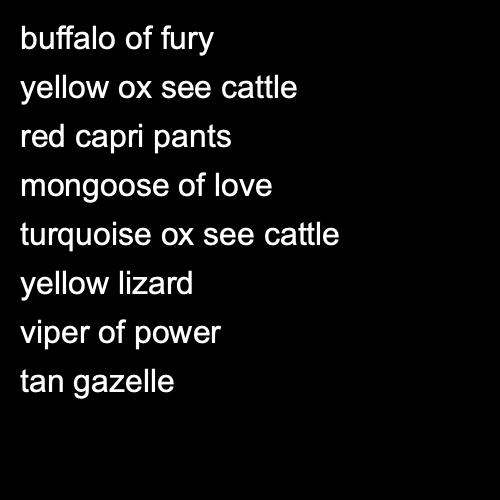 buffalo of fury
yellow ox see cattle
red capri pants
mongoose of love
turquoise ox see cattle
yellow lizard
viper of power
tan gazelle